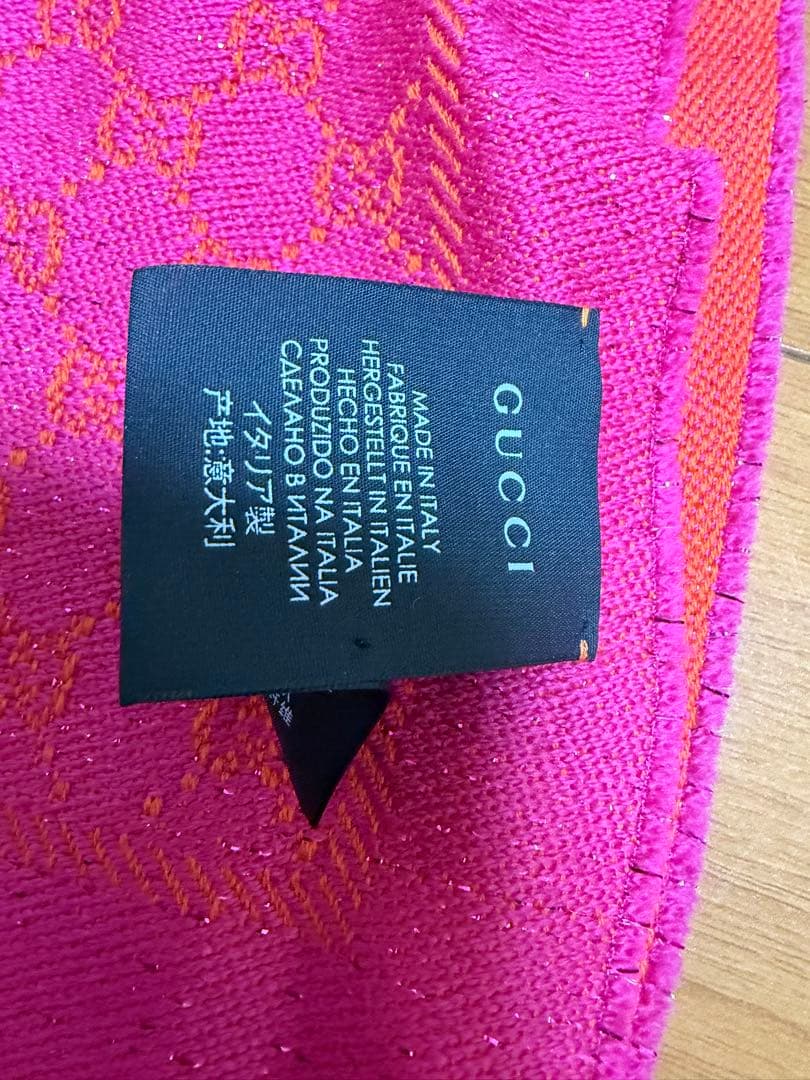 GUCCI
MADE IN ITALY
FABRIQUE EN ITALIE
HERGESTELLT IN ITALIEN
HECHO EN ITALIA
PRODUZIDO NA ITALIA
СДЕЛАНО В ИТАЛИИ
イタリア製
产地:意大利